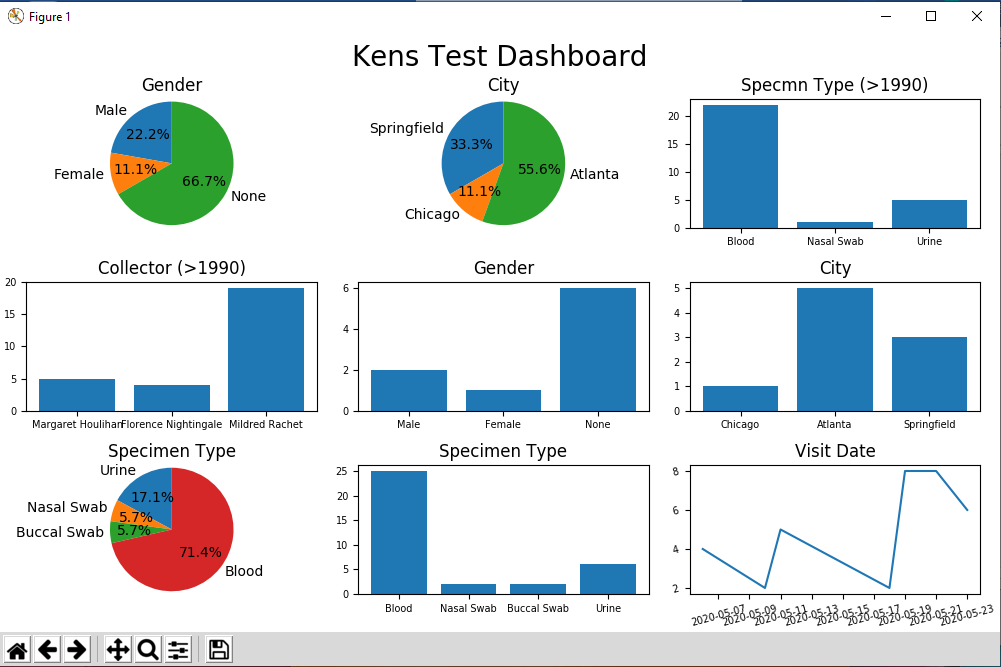 Figure 1
Kens Test Dashboard
Gender
Male
22.2%
Female
11.1%
66.7%
None
City
Springfield
33.3%
55.6%
Atlanta
11.1%
Chicago
Specmn Type (>1990)
20
15
10
5
0
Blood Nasal Swab Urine
Collector (>1990)
20
15
10
5
0
Margaret Houlihan Florence Nightingale Mildred Rachet
Gender
6
4
2
0
Male Female None
City
5
4
3
2
1
0
Chicago Atlanta Springfield
Specimen Type
Urine
17.1%
Nasal Swab
5.7%
Buccal Swab
5.7%
71.4%
Blood
Specimen Type
25
20
15
10
5
0
Blood Nasal Swab Buccal Swab Urine
Visit Date
8
6
4
2
2020-05-07 2020-05-09 2020-05-11 2020-05-13 2020-05-15 2020-05-17 2020-05-19 2020-05-21 2020-05-23